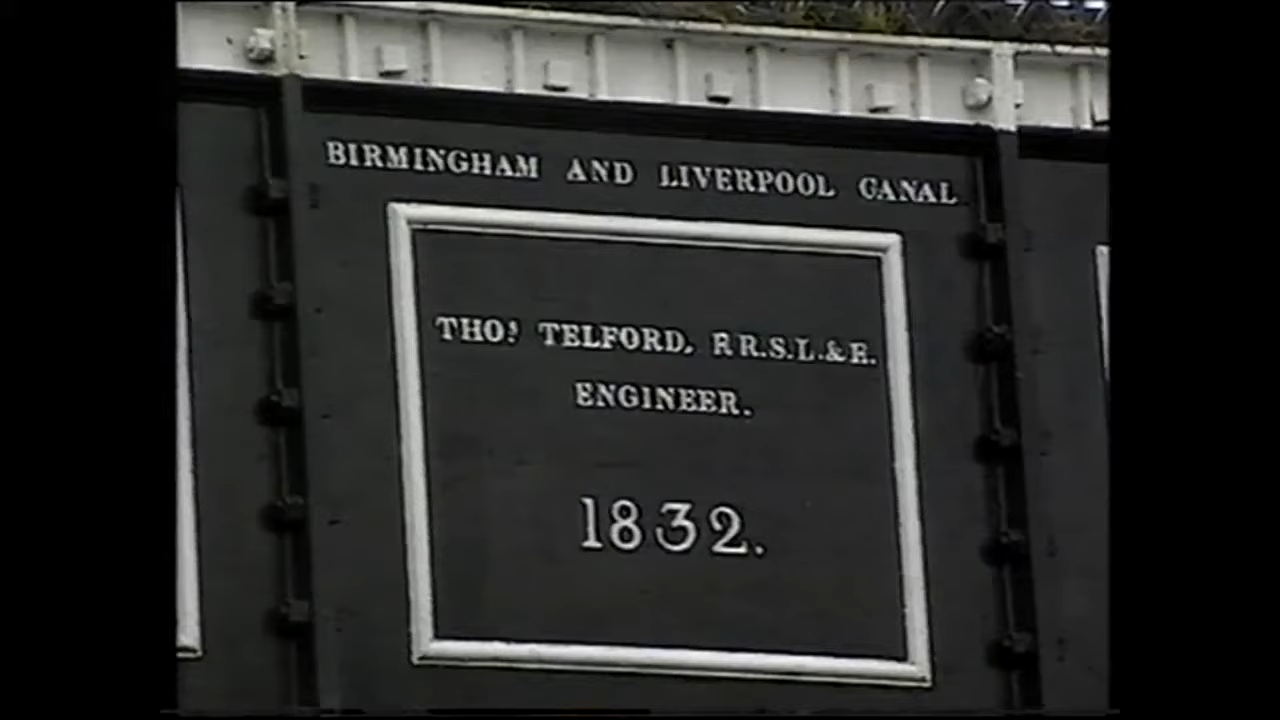 BIRMINGHAM AND LIVERPOOL CANAL
THOS TELFORD, F.R.S.L.&E.
ENGINEER.
1832.